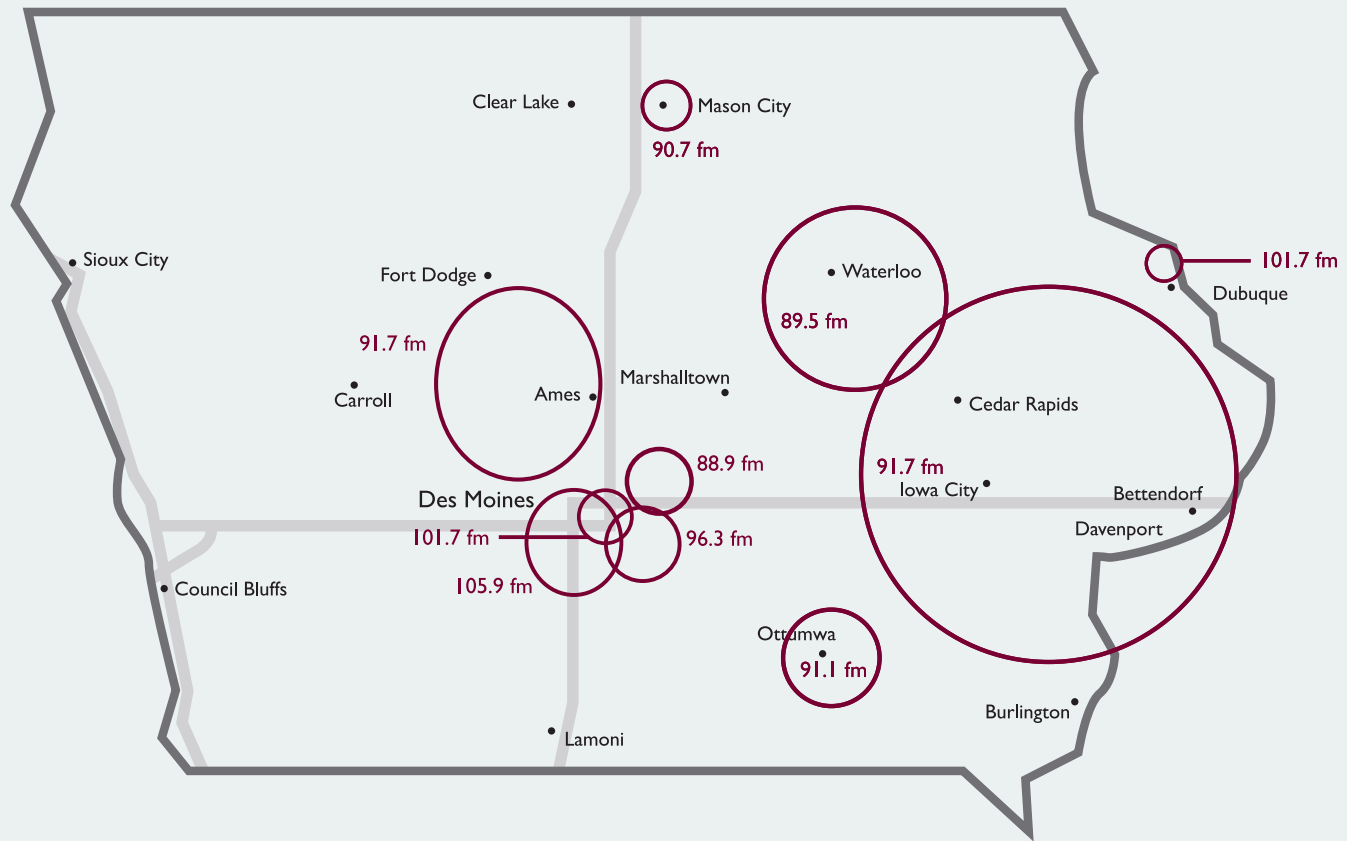 Clear Lake
Mason City
90.7 fm
Sioux City
Fort Dodge
Waterloo
101.7 fm
Dubuque
89.5 fm
91.7 fm
Carroll
Ames
Marshalltown
Cedar Rapids
88.9 fm
91.7 fm
Iowa City
Des Moines
Bettendorf
Davenport
101.7 fm
96.3 fm
105.9 fm
Council Bluffs
Ottumwa
91.1 fm
Burlington
Lamoni